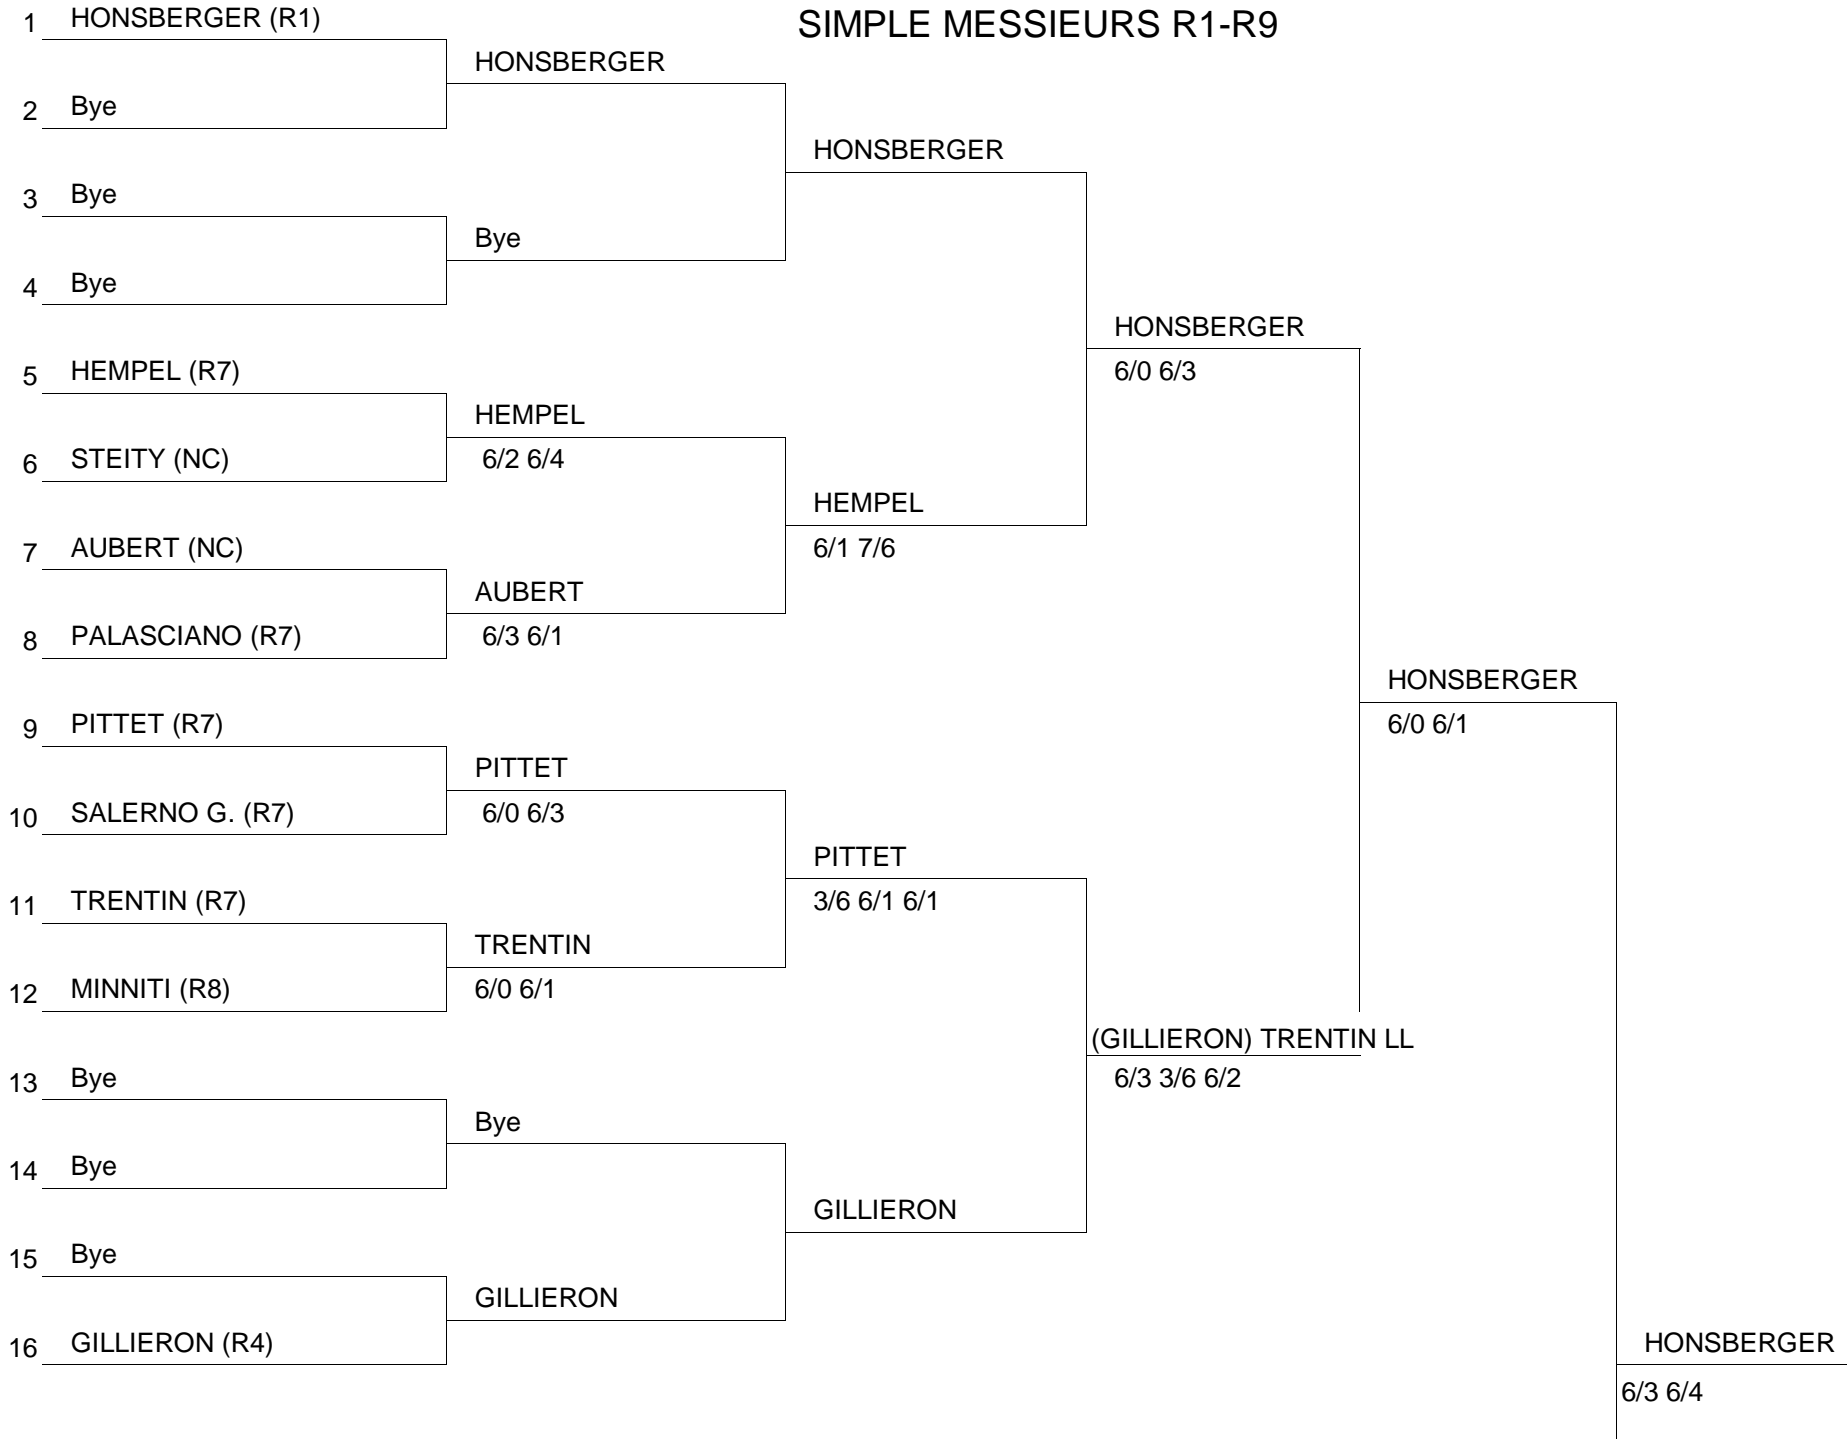 SIMPLE MESSIEURS R1-R9
1 HONSBERGER (R1)
HONSBERGER
2 Bye
HONSBERGER
3 Bye
Bye
4 Bye
HONSBERGER
6/0 6/3
5 HEMPEL (R7)
HEMPEL
6/2 6/4
6 STEITY (NC)
HEMPEL
6/1 7/6
7 AUBERT (NC)
AUBERT
6/3 6/1
8 PALASCIANO (R7)
HONSBERGER
6/0 6/1
9 PITTET (R7)
PITTET
6/0 6/3
10 SALERNO G. (R7)
PITTET
3/6 6/1 6/1
11 TRENTIN (R7)
TRENTIN
6/0 6/1
12 MINNITI (R8)
(GILLIERON) TRENTIN LL
6/3 3/6 6/2
13 Bye
Bye
14 Bye
GILLIERON
15 Bye
GILLIERON
16 GILLIERON (R4)
HONSBERGER
6/3 6/4